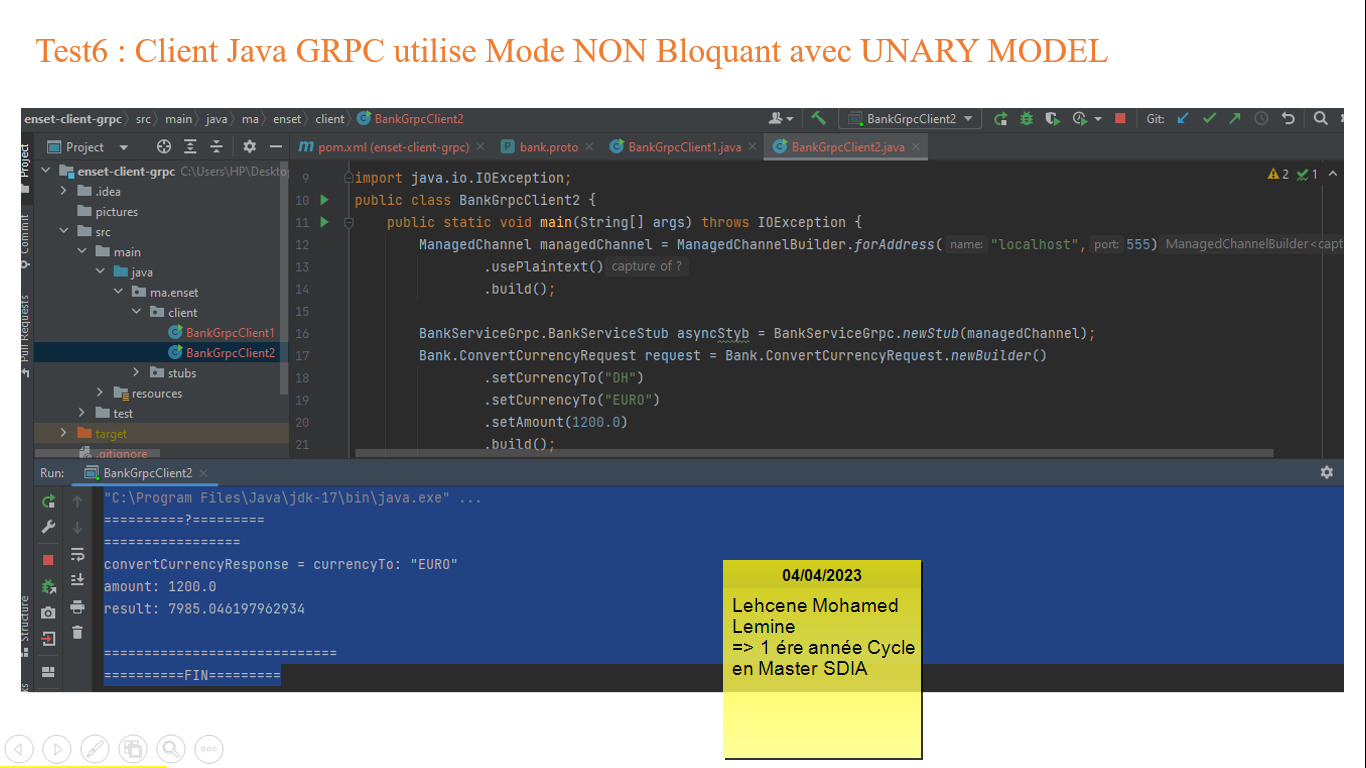 Test6 : Client Java GRPC utilise Mode NON Bloquant avec UNARY MODEL
enset-client-grpc src main java ma enset client BankGrpcClient2
BankGrpcClient2
Git:
Project
pom.xml (enset-client-grpc)
bank.proto
BankGrpcClient1.java
BankGrpcClient2.java
Project
Commit
Pull Requests
Structure
enset-client-grpc C:\Users\HP\Deskto
.idea
pictures
src
main
java
ma.enset
client
BankGrpcClient1
BankGrpcClient2
stubs
resources
test
target
.gitignore
2 1
9 import java.io.IOException;
10 public class BankGrpcClient2 {
11 public static void main(String[] args) throws IOException {
12 ManagedChannel managedChannel = ManagedChannelBuilder.forAddress( name: "localhost", port: 555) ManagedChannelBuilder<capt
13 .usePlaintext() capture of ?
14 .build();
15
16 BankServiceGrpc.BankServiceStub asyncStyb = BankServiceGrpc.newStub(managedChannel);
17 Bank.ConvertCurrencyRequest request = Bank.ConvertCurrencyRequest.newBuilder()
18 .setCurrencyTo("DH")
19 .setCurrencyTo("EURO")
20 .setAmount(1200.0)
21 .build();
Run: BankGrpcClient2
"C:\Program Files\Java\jdk-17\bin\java.exe" ...
==========?=========
=================
convertCurrencyResponse = currencyTo: "EURO"
amount: 1200.0
result: 7985.046197962934
=============================
==========FIN=========
04/04/2023
Lehcene Mohamed
Lemine
=> 1 ére année Cycle
en Master SDIA